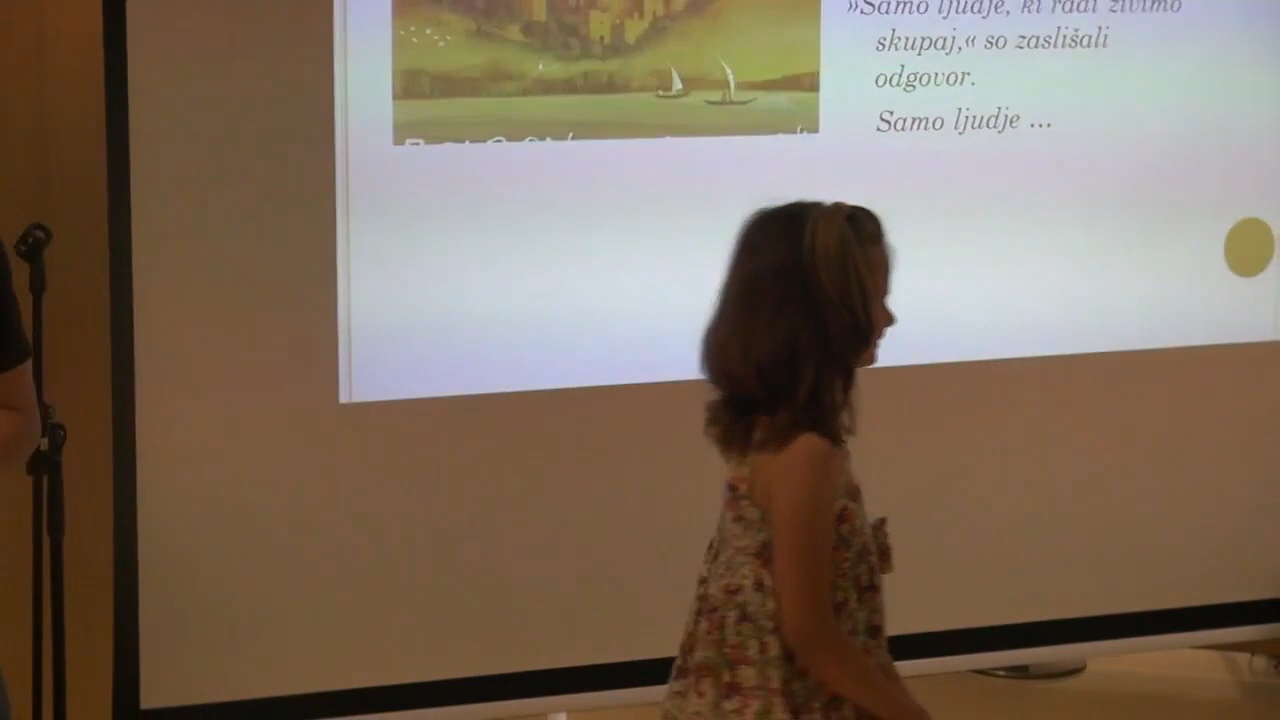 »Samo ljudje, ki radi živimo
skupaj,« so zaslišali
odgovor.
Samo ljudje ...